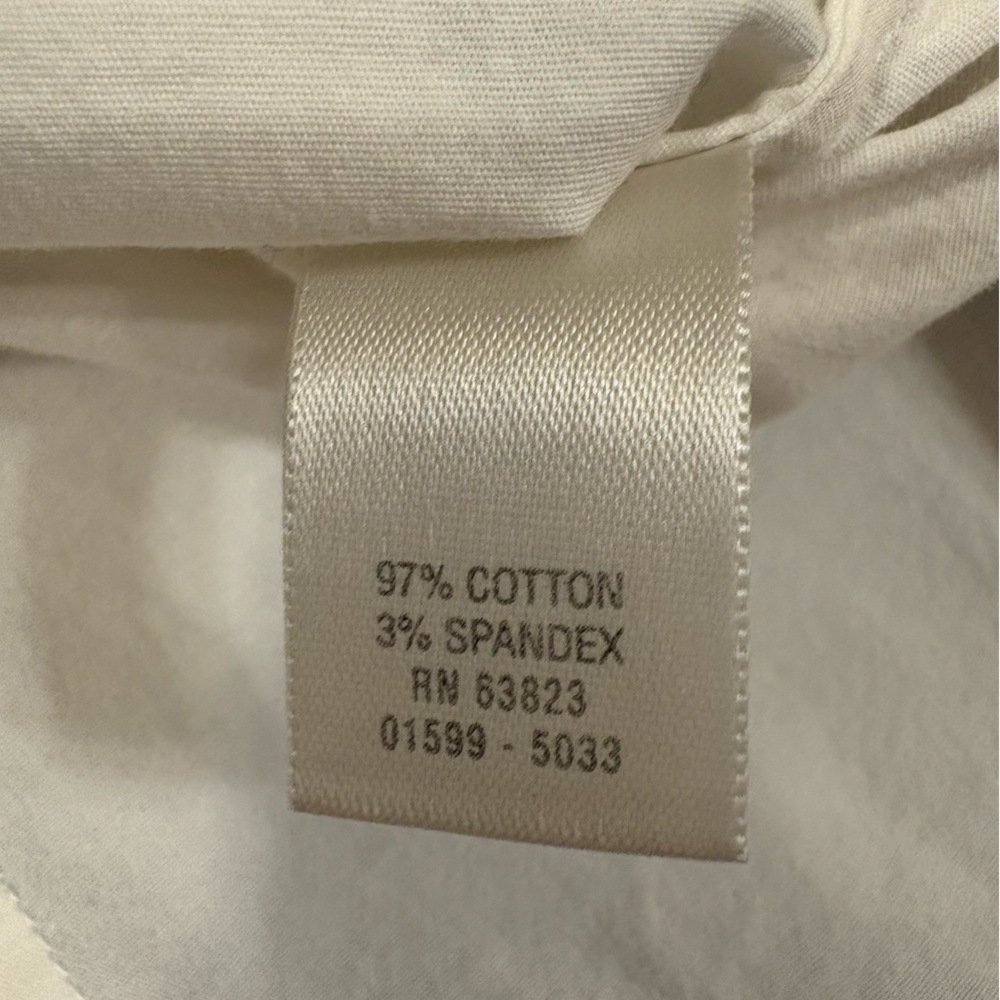 97% COTTON
3% SPANDEX
RN 63823
01599 - 5033